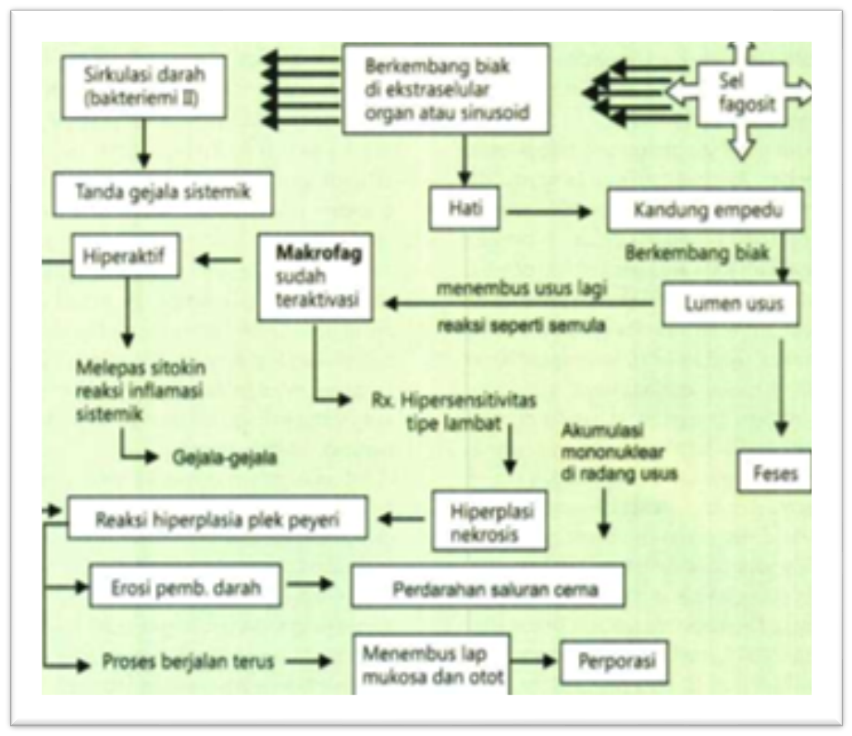 Sirkulasi darah
(bakteriemi II)
Berkembang biak
di ekstraselular
organ atau sinusoid
Sel
fagosit
Tanda gejala sistemik
Hati
Kandung empedu
Berkembang biak
Hiperaktif
Makrofag
sudah
teraktivasi
menembus usus lagi
reaksi seperti semula
Lumen usus
Melepas sitokin
reaksi inflamasi
sistemik
Gejala-gejala
Rx. Hipersensitivitas
tipe lambat
Akumulasi
mononuklear
di radang usus
Feses
Reaksi hiperplasia plek peyeri
Hiperplasi
nekrosis
Erosi pemb. darah
Perdarahan saluran cerna
Proses berjalan terus
Menembus lap
mukosa dan otot
Perporasi